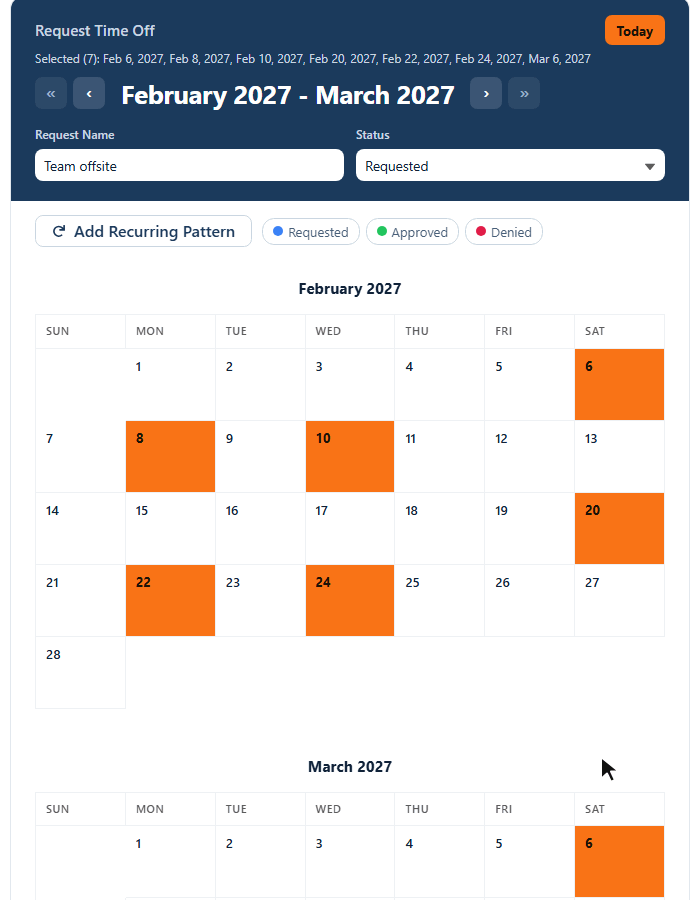 Request Time Off
Today
Selected (7): Feb 6, 2027, Feb 8, 2027, Feb 10, 2027, Feb 20, 2027, Feb 22, 2027, Feb 24, 2027, Mar 6, 2027
« ‹ February 2027 - March 2027 › »
Request Name Status
Team offsite Requested
Add Recurring Pattern Requested Approved Denied
February 2027
SUN MON TUE WED THU FRI SAT
1 2 3 4 5 6
7 8 9 10 11 12 13
14 15 16 17 18 19 20
21 22 23 24 25 26 27
28
March 2027
SUN MON TUE WED THU FRI SAT
1 2 3 4 5 6